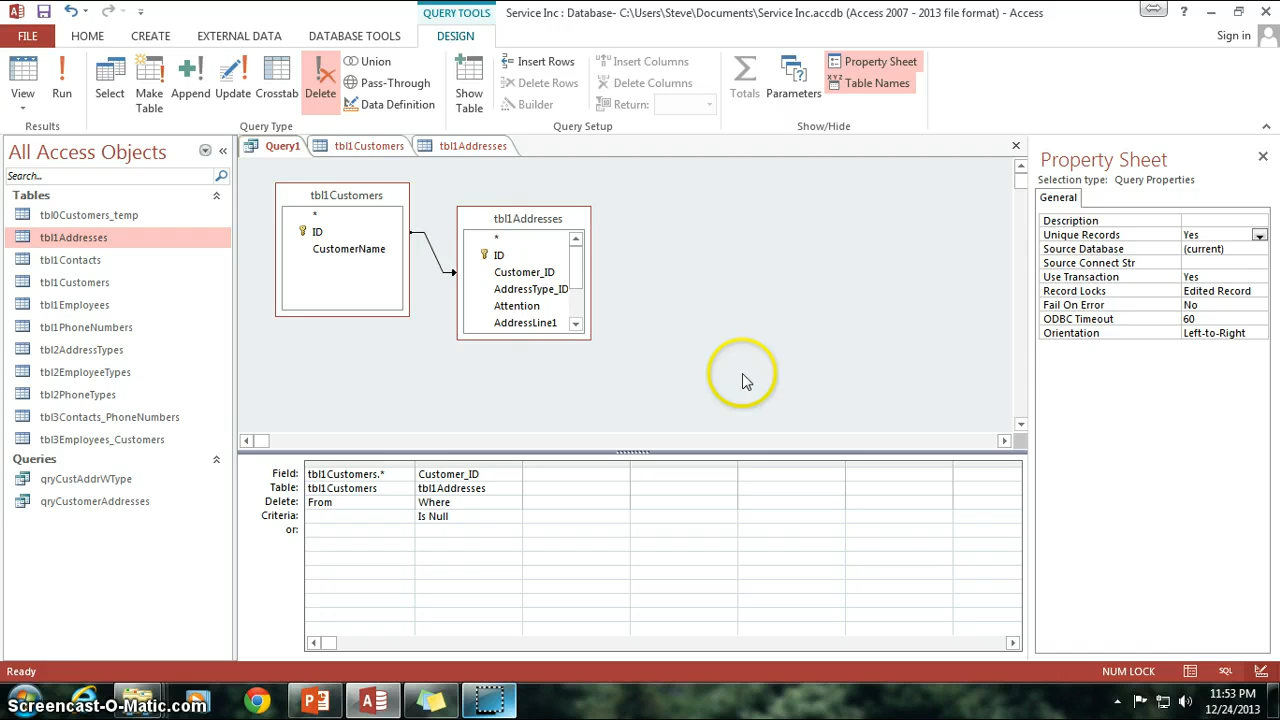 QUERY TOOLS
Service Inc : Database- C:\Users\Steve\Documents\Service Inc.accdb (Access 2007 - 2013 file format) - Access
FILE HOME CREATE EXTERNAL DATA DATABASE TOOLS DESIGN Sign in
View
Run
Results
Select
Make Table
Append
Update
Crosstab
Delete
Union
Pass-Through
Data Definition
Query Type
Show Table
Insert Rows
Delete Rows
Builder
Insert Columns
Delete Columns
Return:
Query Setup
Totals
Parameters
Property Sheet
Table Names
Show/Hide
All Access Objects
Search...
Tables
tbl0Customers_temp
tbl1Addresses
tbl1Contacts
tbl1Customers
tbl1Employees
tbl1PhoneNumbers
tbl2AddressTypes
tbl2EmployeeTypes
tbl2PhoneTypes
tbl3Contacts_PhoneNumbers
tbl3Employees_Customers
Queries
qryCustAddrWType
qryCustomerAddresses
Query1 tbl1Customers tbl1Addresses
tbl1Customers
*
ID
CustomerName
tbl1Addresses
*
ID
Customer_ID
AddressType_ID
Attention
AddressLine1
Field: tbl1Customers.* Customer_ID
Table: tbl1Customers tbl1Addresses
Delete: From Where
Criteria: Is Null
or:
Property Sheet
Selection type: Query Properties
General
Description
Unique Records Yes
Source Database (current)
Source Connect Str
Use Transaction Yes
Record Locks Edited Record
Fail On Error No
ODBC Timeout 60
Orientation Left-to-Right
Ready NUM LOCK SQL
Screencast-O-Matic.com
11:53 PM
12/24/2013